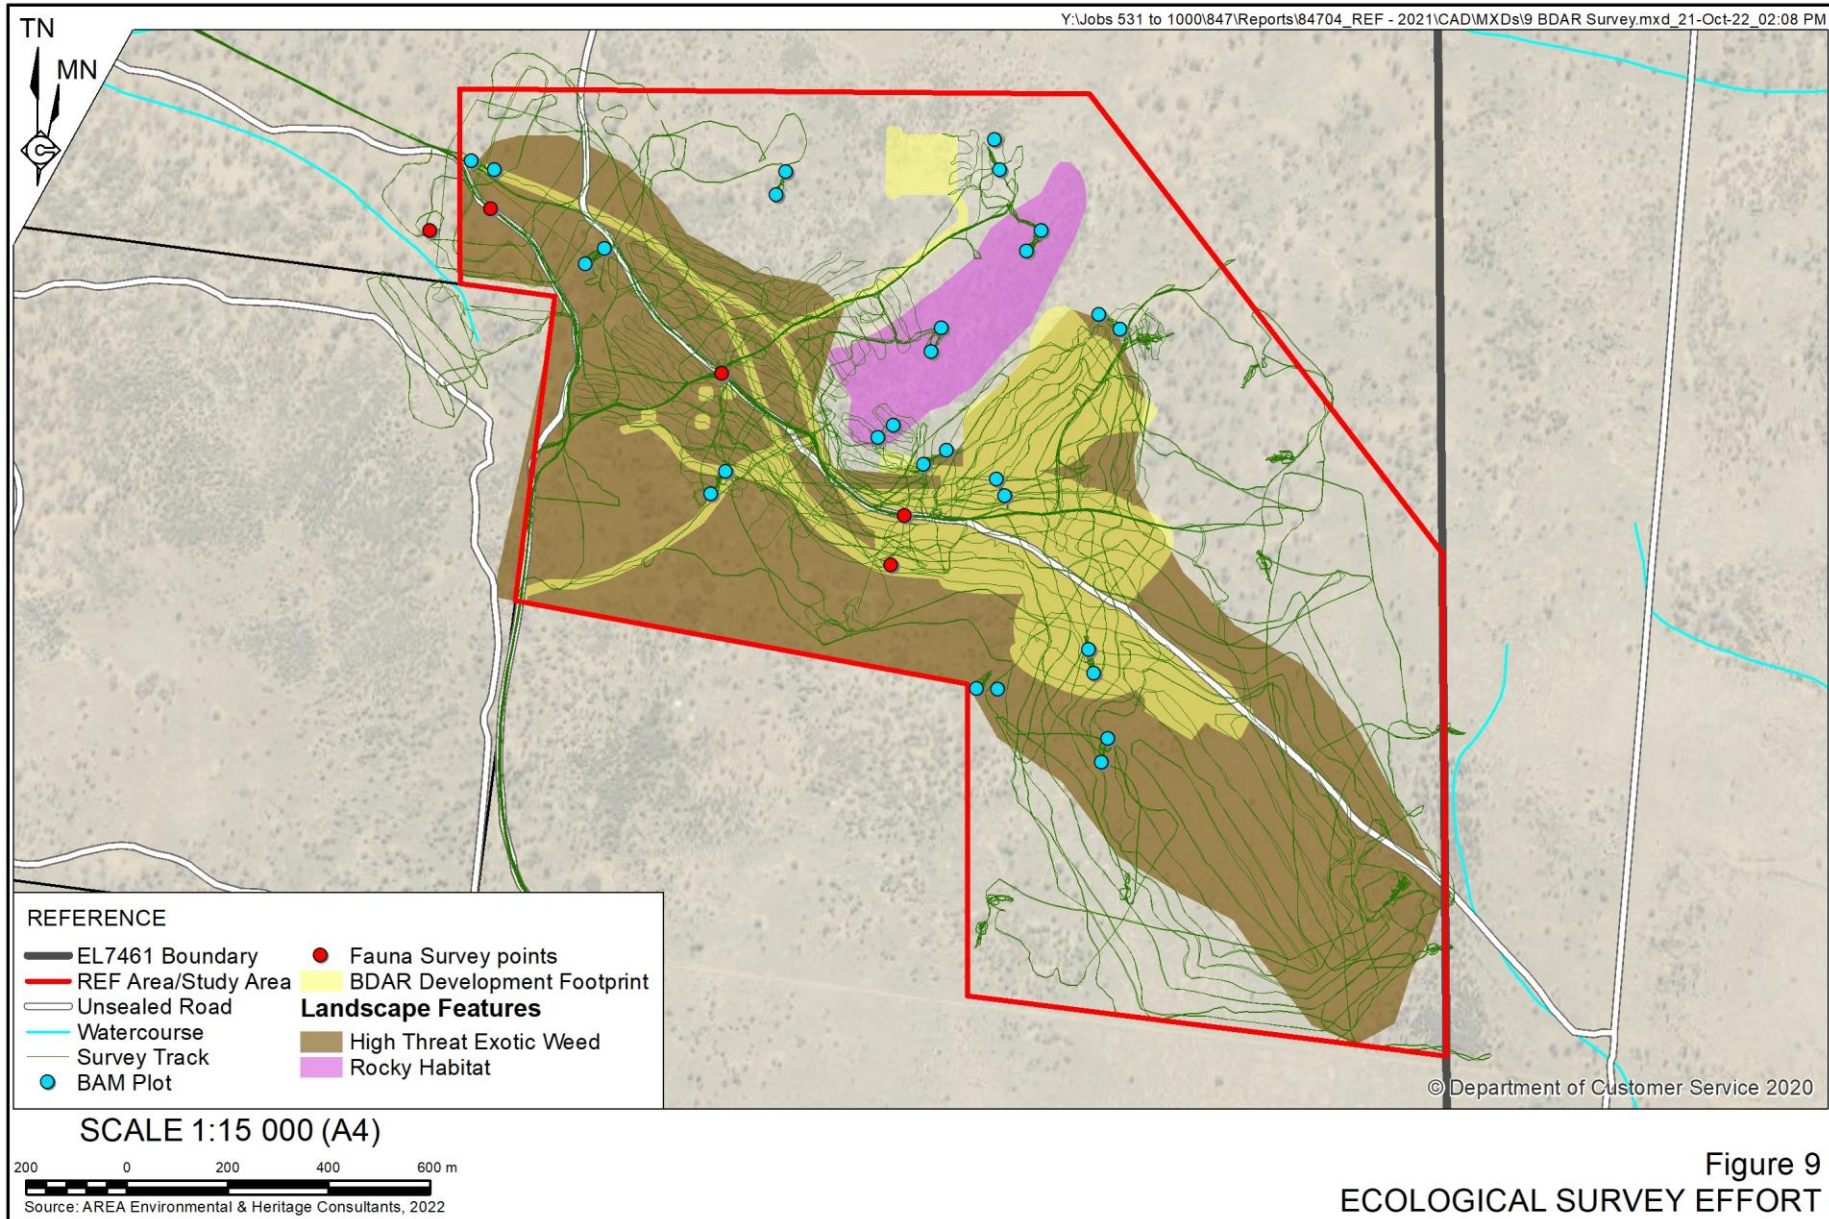 Y:\Jobs 531 to 1000\847\Reports\84704_REF - 2021\CAD\MXDs\9 BDAR Survey.mxd_21-Oct-22_02:08 PM
TN
MN
REFERENCE
EL7461 Boundary
REF Area/Study Area
Unsealed Road
Watercourse
Survey Track
BAM Plot
Fauna Survey points
BDAR Development Footprint
Landscape Features
High Threat Exotic Weed
Rocky Habitat
© Department of Customer Service 2020
SCALE 1:15 000 (A4)
200 0 200 400 600 m
Source: AREA Environmental & Heritage Consultants, 2022
Figure 9
ECOLOGICAL SURVEY EFFORT